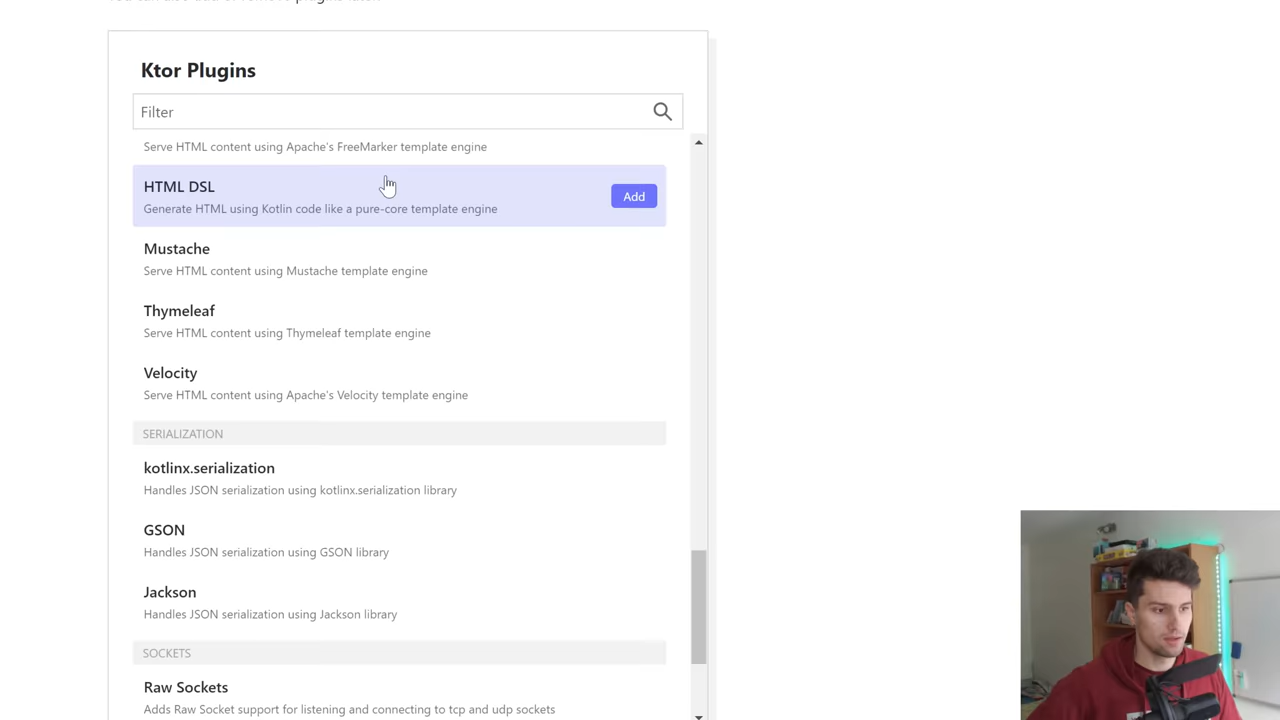 Ktor Plugins
Filter
Serve HTML content using Apache's FreeMarker template engine
HTML DSL
Add
Generate HTML using Kotlin code like a pure-core template engine
Mustache
Serve HTML content using Mustache template engine
Thymeleaf
Serve HTML content using Thymeleaf template engine
Velocity
Serve HTML content using Apache's Velocity template engine
SERIALIZATION
kotlinx.serialization
Handles JSON serialization using kotlinx.serialization library
GSON
Handles JSON serialization using GSON library
Jackson
Handles JSON serialization using Jackson library
SOCKETS
Raw Sockets
Adds Raw Socket support for listening and connecting to tcp and udp sockets